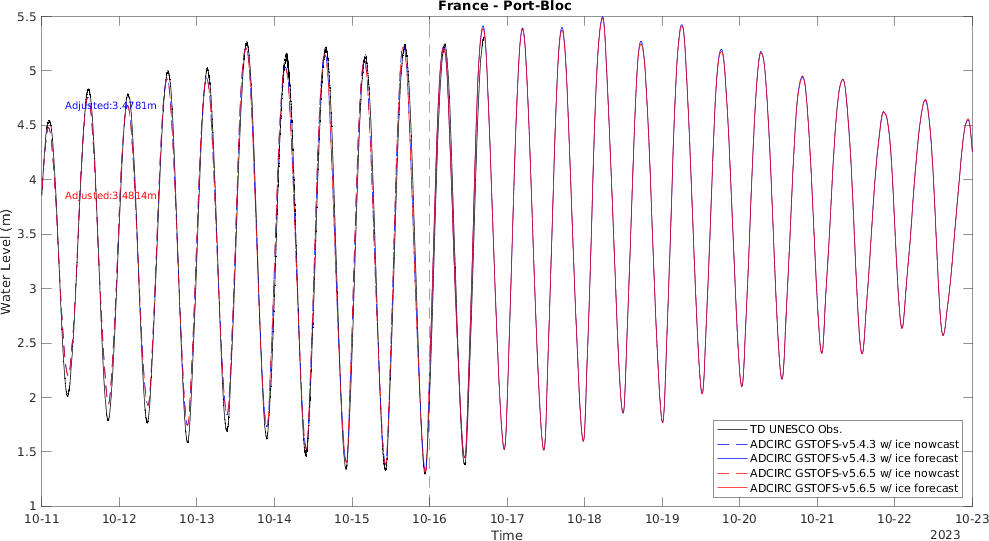 France - Port-Bloc
5.5
5
4.5
4
3.5
3
2.5
2
1.5
1
Water Level (m)
Adjusted:3.4781m
Adjusted:3.4814m
TD UNESCO Obs.
ADCIRC GSTOFS-v5.4.3 w/ ice nowcast
ADCIRC GSTOFS-v5.4.3 w/ ice forecast
ADCIRC GSTOFS-v5.6.5 w/ ice nowcast
ADCIRC GSTOFS-v5.6.5 w/ ice forecast
10-11 10-12 10-13 10-14 10-15 10-16 10-17 10-18 10-19 10-20 10-21 10-22 10-23
Time
2023